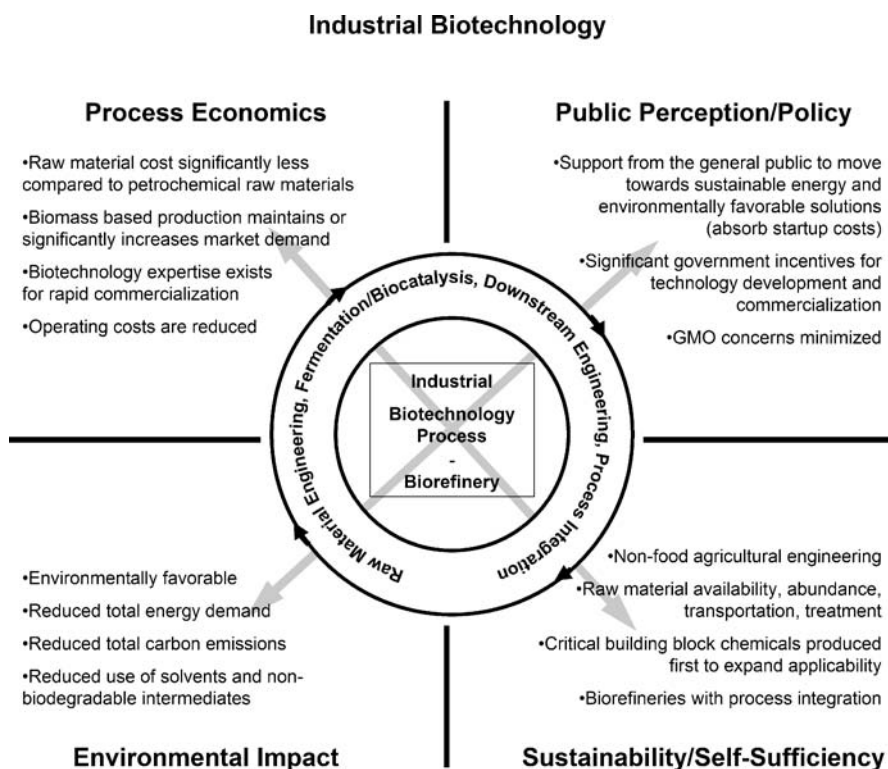 Industrial Biotechnology
Process Economics
•Raw material cost significantly less
compared to petrochemical raw materials
•Biomass based production maintains or
significantly increases market demand
•Biotechnology expertise exists
for rapid commercialization
•Operating costs are reduced
Public Perception/Policy
•Support from the general public to move
towards sustainable energy and
environmentally favorable solutions
(absorb startup costs)
•Significant government incentives for
technology development and
commercialization
•GMO concerns minimized
Raw Material Engineering, Fermentation/Biocatalysis, Downstream Engineering, Process Integration
Industrial
Biotechnology
Process
-
Biorefinery
•Environmentally favorable
•Reduced total energy demand
•Reduced total carbon emissions
•Reduced use of solvents and non-
biodegradable intermediates
Environmental Impact
•Non-food agricultural engineering
•Raw material availability, abundance,
transportation, treatment
•Critical building block chemicals produced
first to expand applicability
•Biorefineries with process integration
Sustainability/Self-Sufficiency